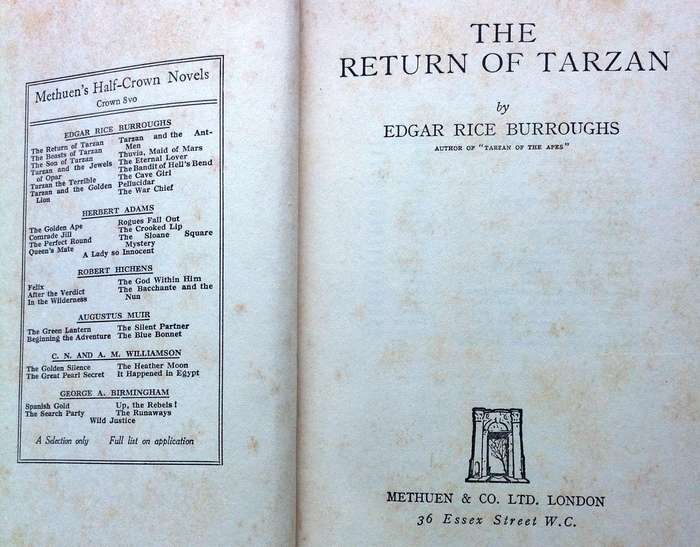 Methuen's Half-Crown Novels
Crown 8vo
EDGAR RICE BURROUGHS
The Return of Tarzan
The Beasts of Tarzan
The Son of Tarzan
Tarzan and the Jewels
of Opar
Tarzan the Terrible
Tarzan and the Golden
Lion
Tarzan and the Ant-
Men
Thuvia, Maid of Mars
The Eternal Lover
The Bandit of Hell's Bend
The Cave Girl
Pellucidar
The War Chief
HERBERT ADAMS
The Golden Ape
Comrade Jill
The Perfect Round
Queen's Mate
Rogues Fall Out
The Crooked Lip
The Sloane Square
Mystery
A Lady so Innocent
ROBERT HICHENS
Felix
After the Verdict
In the Wilderness
The God Within Him
The Bacchante and the
Nun
AUGUSTUS MUIR
The Green Lantern
Beginning the Adventure
The Silent Partner
The Blue Bonnet
C. N. AND A. M. WILLIAMSON
The Golden Silence
The Great Pearl Secret
The Heather Moon
It Happened in Egypt
GEORGE A. BIRMINGHAM
Spanish Gold
The Search Party
Up, the Rebels!
The Runaways
Wild Justice
A Selection only Full list on application
THE
RETURN OF TARZAN
by
EDGAR RICE BURROUGHS
AUTHOR OF "TARZAN OF THE APES"
METHUEN & CO. LTD. LONDON
36 Essex Street W.C.